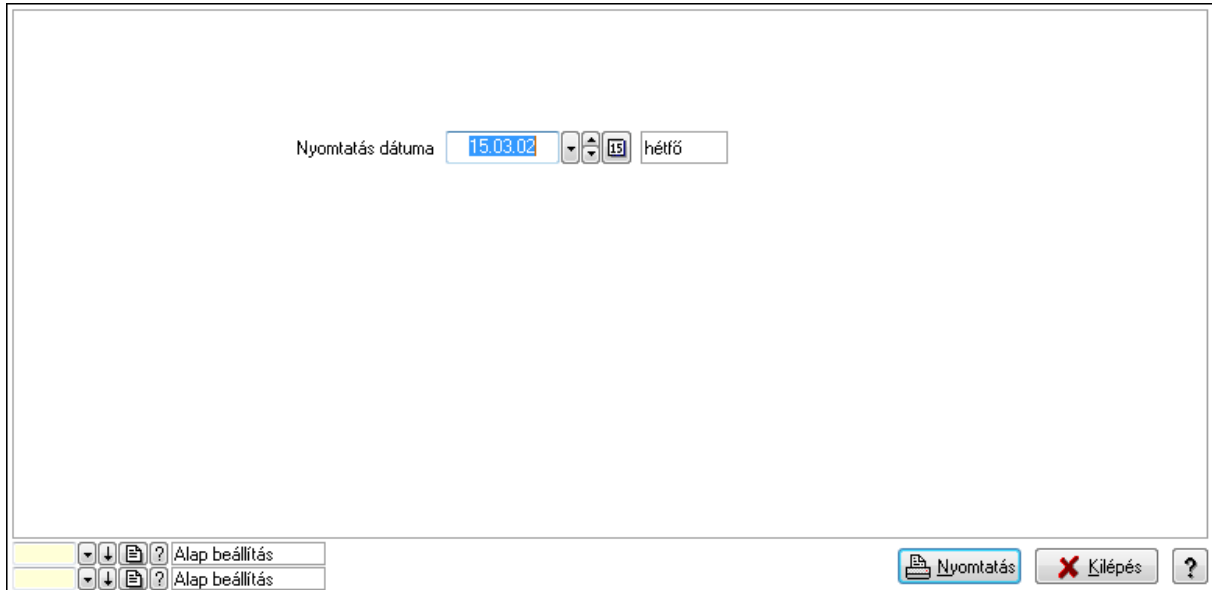 Nyomtatás dátuma 15.03.02 15 hétfő
? Alap beállítás
? Alap beállítás
Nyomtatás Kilépés ?